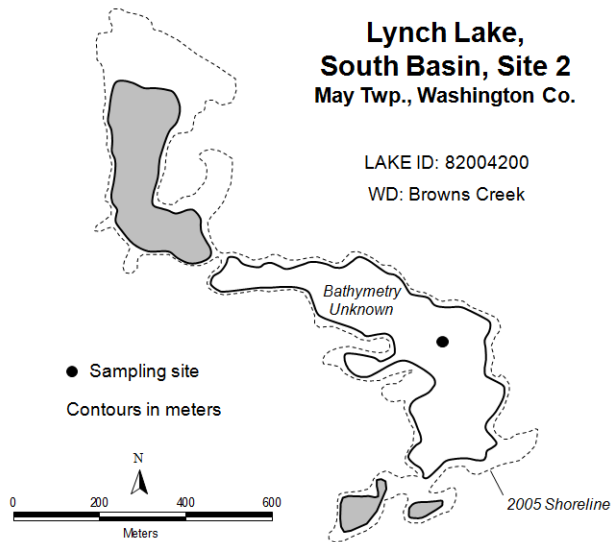 Lynch Lake,
South Basin, Site 2
May Twp., Washington Co.
LAKE ID: 82004200
WD: Browns Creek
Bathymetry
Unknown
Sampling site
Contours in meters
N
0 200 400 600
Meters
2005 Shoreline